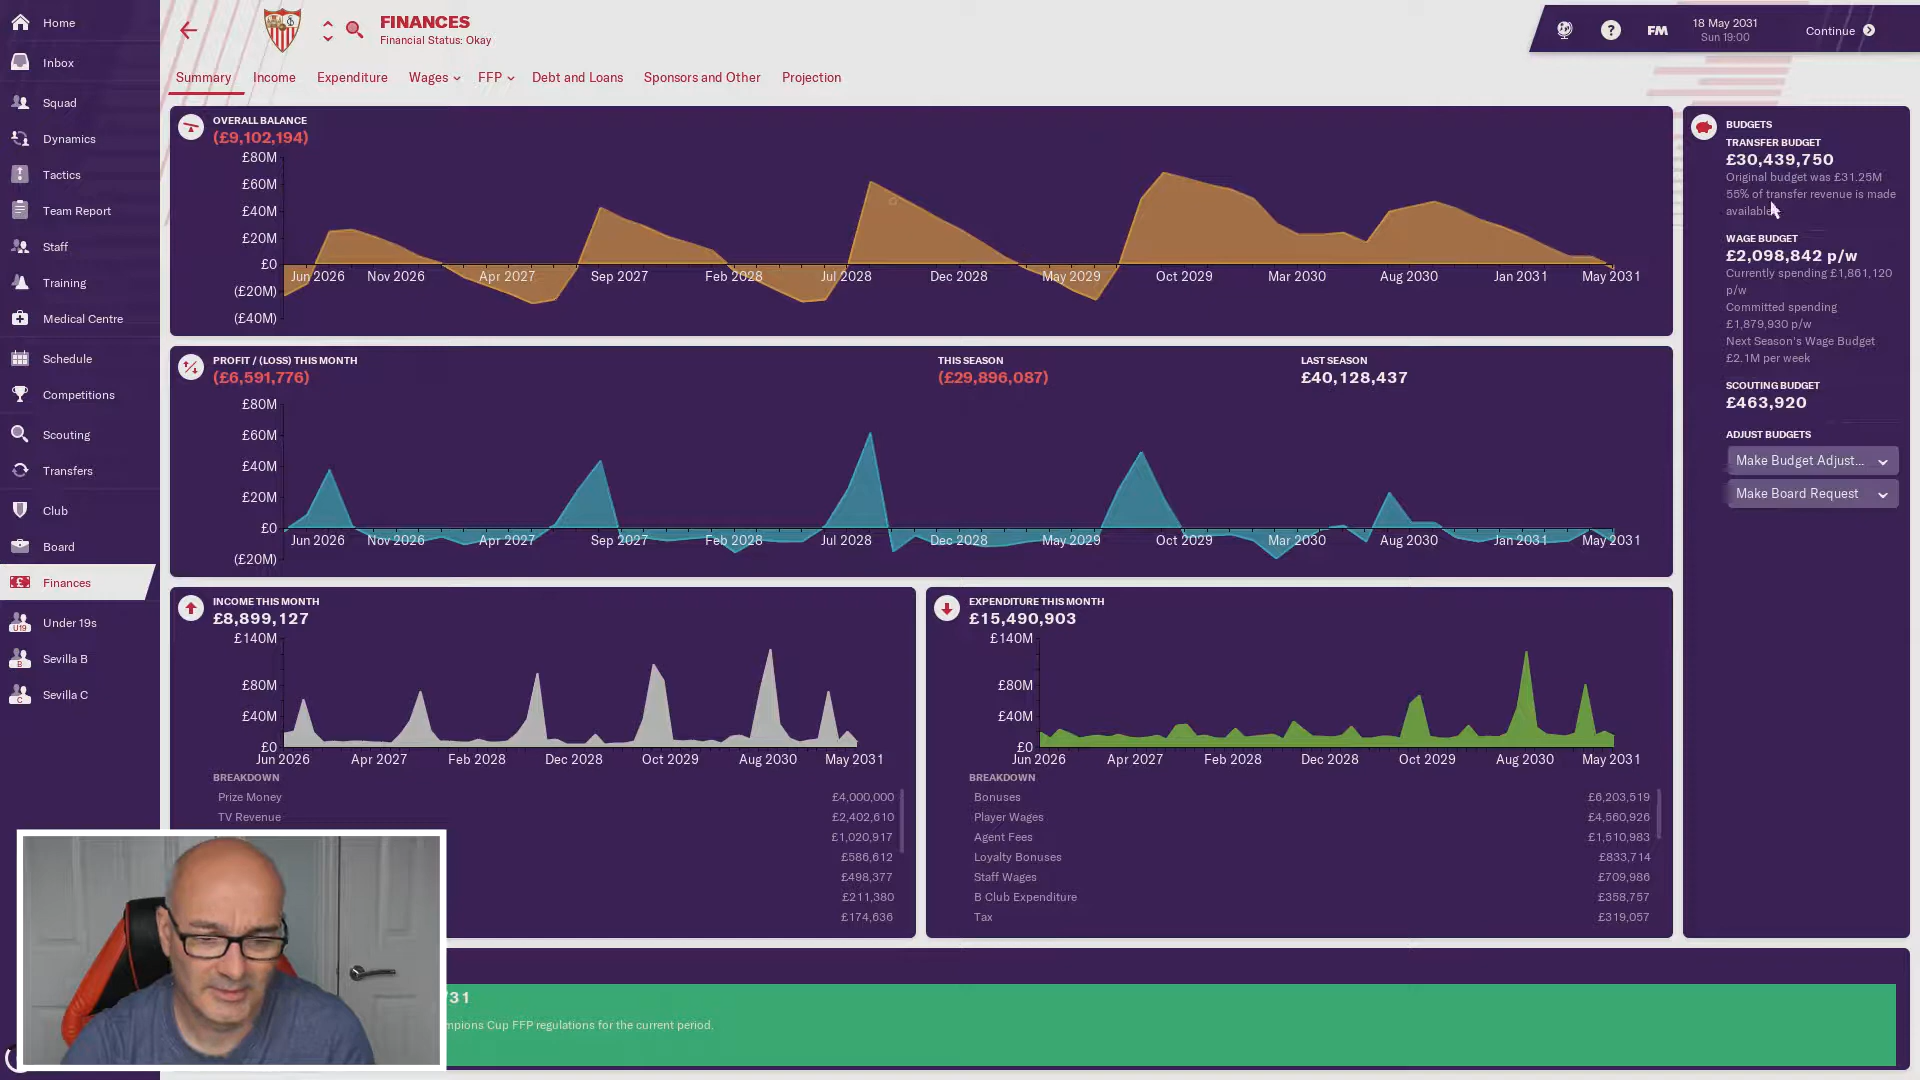 Home
Inbox
Squad
Dynamics
Tactics
Team Report
Staff
Training
Medical Centre
Schedule
Competitions
Scouting
Transfers
Club
Board
Finances
Under 19s
Sevilla B
Sevilla C
U19
B
C
FINANCES
Financial Status: Okay
FM
18 May 2031
Sun 19:00
Continue
Summary
Income
Expenditure
Wages
FFP
Debt and Loans
Sponsors and Other
Projection
OVERALL BALANCE
(£9,102,194)
£80M
£60M
£40M
£20M
£0
(£20M)
(£40M)
Jun 2026 Nov 2026 Apr 2027 Sep 2027 Feb 2028 Jul 2028 Dec 2028 May 2029 Oct 2029 Mar 2030 Aug 2030 Jan 2031 May 2031
PROFIT / (LOSS) THIS MONTH
(£6,591,776)
THIS SEASON
(£29,896,087)
LAST SEASON
£40,128,437
£80M
£60M
£40M
£20M
£0
(£20M)
Jun 2026 Nov 2026 Apr 2027 Sep 2027 Feb 2028 Jul 2028 Dec 2028 May 2029 Oct 2029 Mar 2030 Aug 2030 Jan 2031 May 2031
INCOME THIS MONTH
£8,899,127
£140M
£80M
£40M
£0
Jun 2026 Apr 2027 Feb 2028 Dec 2028 Oct 2029 Aug 2030 May 2031
BREAKDOWN
Prize Money £4,000,000
TV Revenue £2,402,610
£1,020,917
£586,612
£498,377
£211,380
£174,636
EXPENDITURE THIS MONTH
£15,490,903
£140M
£80M
£40M
£0
Jun 2026 Apr 2027 Feb 2028 Dec 2028 Oct 2029 Aug 2030 May 2031
BREAKDOWN
Bonuses £6,203,519
Player Wages £4,560,926
Agent Fees £1,510,983
Loyalty Bonuses £833,714
Staff Wages £709,986
B Club Expenditure £358,757
Tax £319,057
BUDGETS
TRANSFER BUDGET
£30,439,750
Original budget was £31.25M
55% of transfer revenue is made
available
WAGE BUDGET
£2,098,842 p/w
Currently spending £1,861,120
p/w
Committed spending
£1,879,930 p/w
Next Season's Wage Budget
£2.1M per week
SCOUTING BUDGET
£463,920
ADJUST BUDGETS
Make Budget Adjust...
Make Board Request
/31
mpions Cup FFP regulations for the current period.